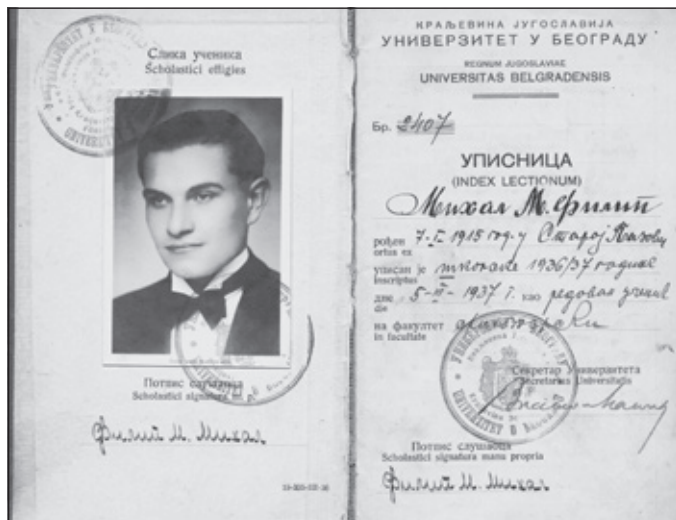 Слика ученика
Scholastici effigies
Потпис слушаоца
Scholastici signatura m. p.
Филип М. Михал
КРАЉЕВИНА ЈУГОСЛАВИЈА
УНИВЕРЗИТЕТ У БЕОГРАДУ
REGNUM JUGOSLAVIAE
UNIVERSITAS BELGRADENSIS
Бр. 2407
УПИСНИЦА
(INDEX LECTIONUM)
Михал М. Филип
рођен 7-I 1915 год. у Старој Пазови
ortus ex
уписан је школске 1936/37 године
inscriptus
дне 5-III-1937 г. као редован ученик
die
на факултет
in facultate
Секретар Универзитета
Secretarius Universitatis
Потпис слушаоца
Scholastici signatura manu propria
Филип М. Михал